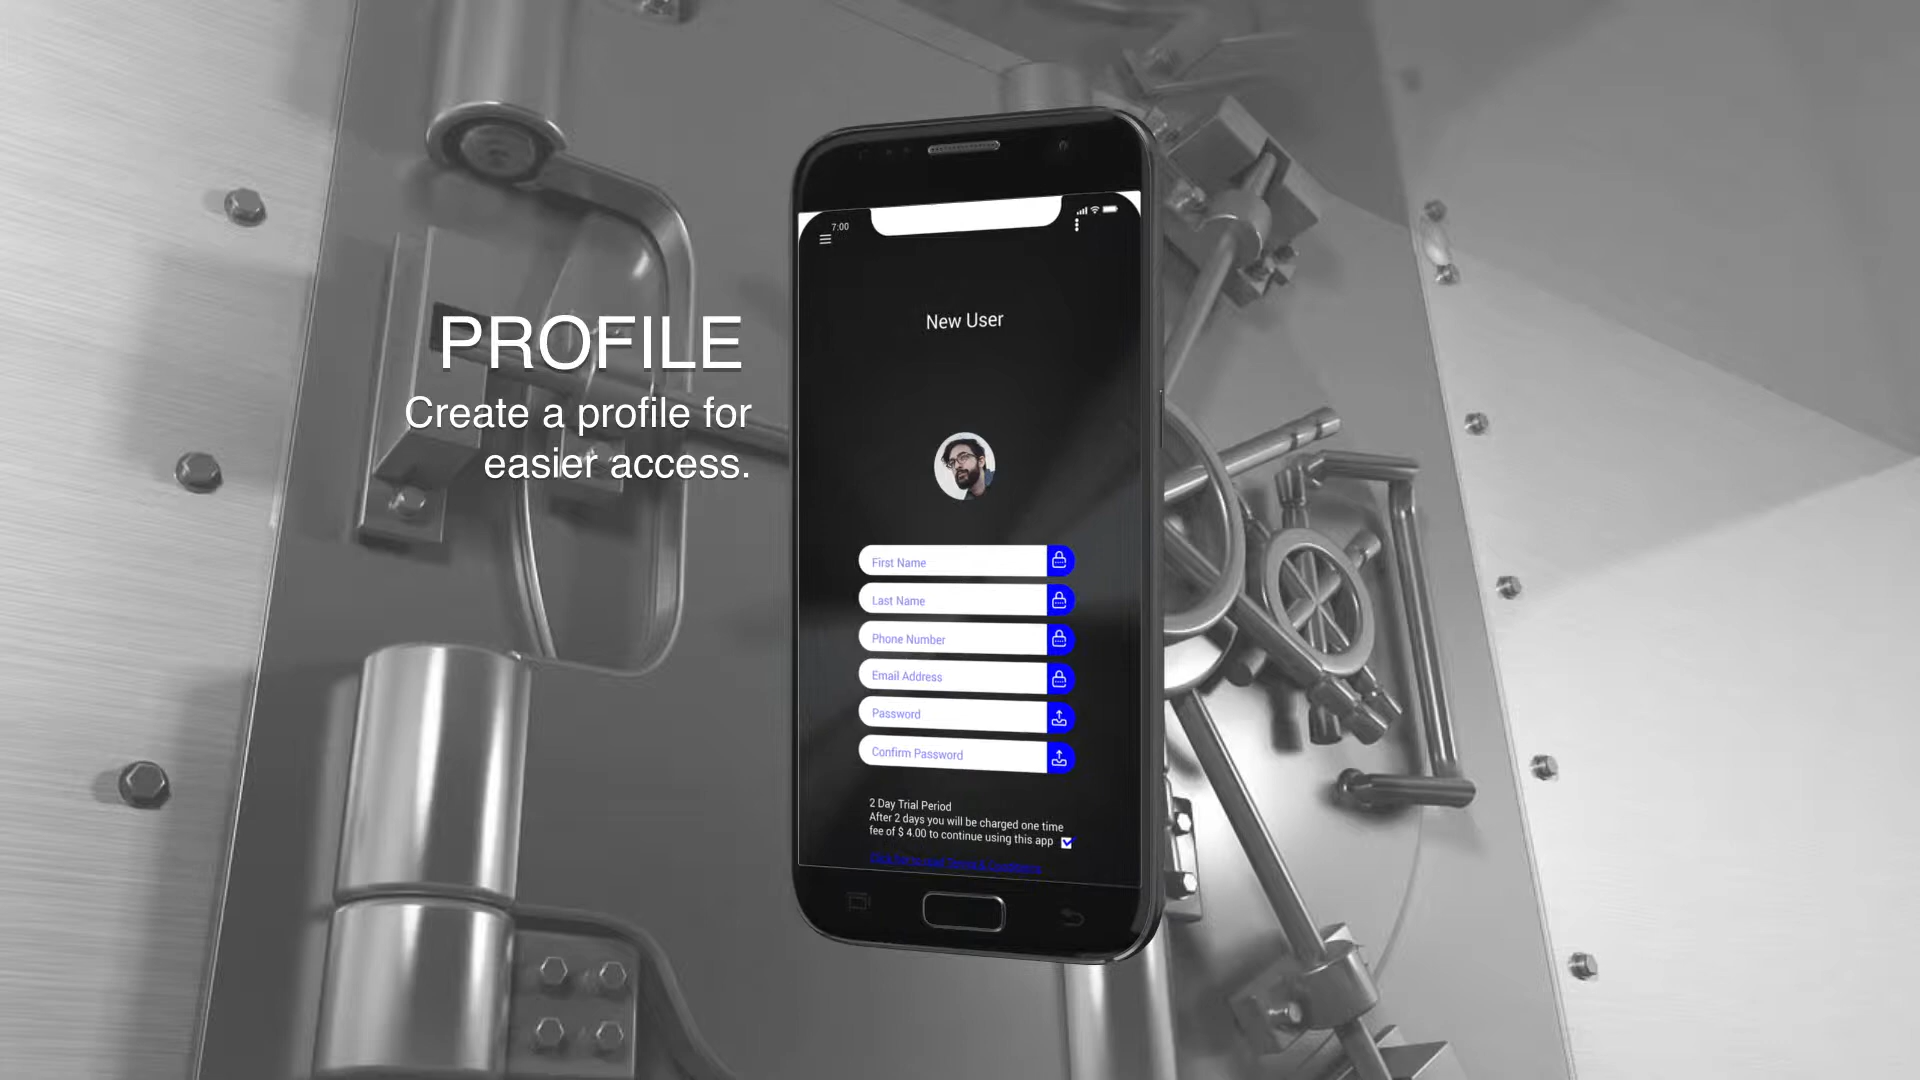 PROFILE
Create a profile for
easier access.
7:00
New User
First Name
Last Name
Phone Number
Email Address
Password
Confirm Password
2 Day Trial Period
After 2 days you will be charged one time
fee of $ 4.00 to continue using this app
Terms & Conditions